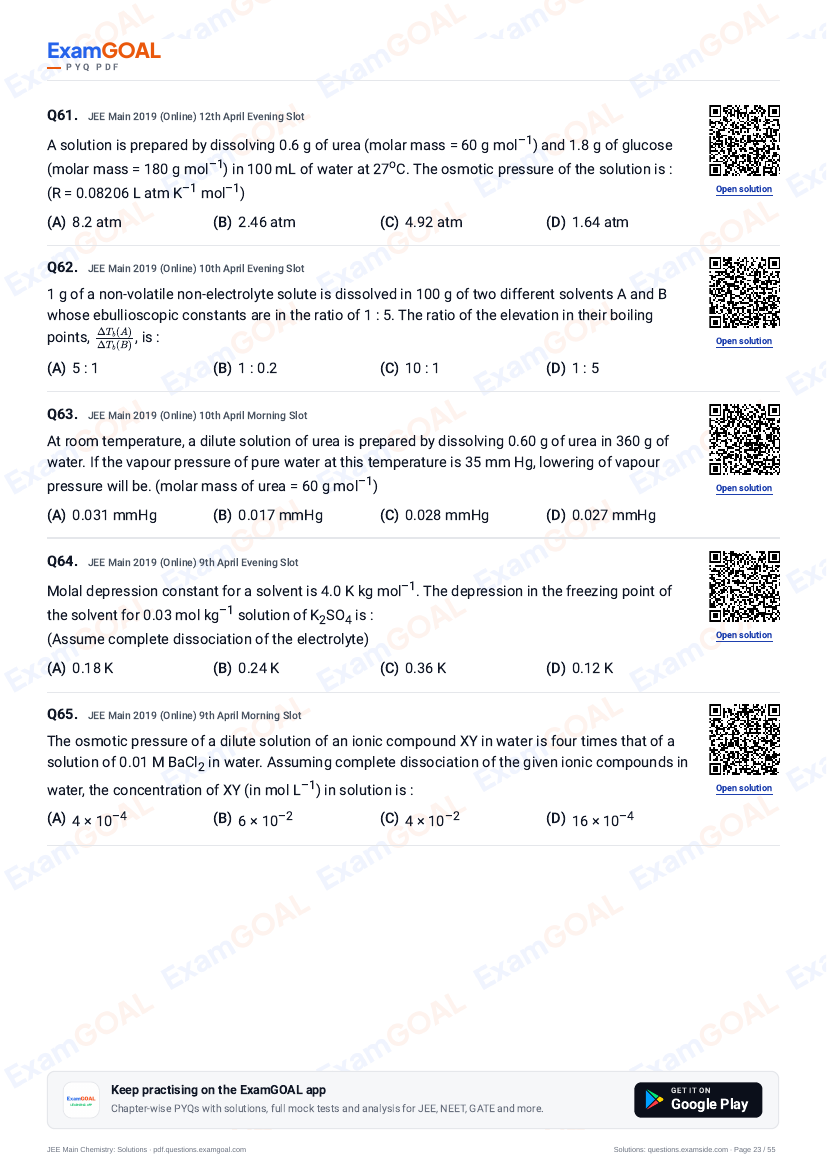 ExamGOAL
PYQ PDF
Q61. JEE Main 2019 (Online) 12th April Evening Slot
A solution is prepared by dissolving 0.6 g of urea (molar mass = 60 g mol⁻¹) and 1.8 g of glucose
(molar mass = 180 g mol⁻¹) in 100 mL of water at 27°C. The osmotic pressure of the solution is :
(R = 0.08206 L atm K⁻¹ mol⁻¹)
(A) 8.2 atm (B) 2.46 atm (C) 4.92 atm (D) 1.64 atm
Open solution
Q62. JEE Main 2019 (Online) 10th April Evening Slot
1 g of a non-volatile non-electrolyte solute is dissolved in 100 g of two different solvents A and B
whose ebullioscopic constants are in the ratio of 1 : 5. The ratio of the elevation in their boiling
points, ΔT_b(A)/ΔT_b(B), is :
(A) 5 : 1 (B) 1 : 0.2 (C) 10 : 1 (D) 1 : 5
Open solution
Q63. JEE Main 2019 (Online) 10th April Morning Slot
At room temperature, a dilute solution of urea is prepared by dissolving 0.60 g of urea in 360 g of
water. If the vapour pressure of pure water at this temperature is 35 mm Hg, lowering of vapour
pressure will be. (molar mass of urea = 60 g mol⁻¹)
(A) 0.031 mmHg (B) 0.017 mmHg (C) 0.028 mmHg (D) 0.027 mmHg
Open solution
Q64. JEE Main 2019 (Online) 9th April Evening Slot
Molal depression constant for a solvent is 4.0 K kg mol⁻¹. The depression in the freezing point of
the solvent for 0.03 mol kg⁻¹ solution of K₂SO₄ is :
(Assume complete dissociation of the electrolyte)
(A) 0.18 K (B) 0.24 K (C) 0.36 K (D) 0.12 K
Open solution
Q65. JEE Main 2019 (Online) 9th April Morning Slot
The osmotic pressure of a dilute solution of an ionic compound XY in water is four times that of a
solution of 0.01 M BaCl₂ in water. Assuming complete dissociation of the given ionic compounds in
water, the concentration of XY (in mol L⁻¹) in solution is :
(A) 4 × 10⁻⁴ (B) 6 × 10⁻² (C) 4 × 10⁻² (D) 16 × 10⁻⁴
Open solution
ExamGOAL
Keep practising on the ExamGOAL app
Chapter-wise PYQs with solutions, full mock tests and analysis for JEE, NEET, GATE and more.
GET IT ON
Google Play
JEE Main Chemistry: Solutions · pdf.questions.examgoal.com
Solutions: questions.examside.com · Page 23 / 55